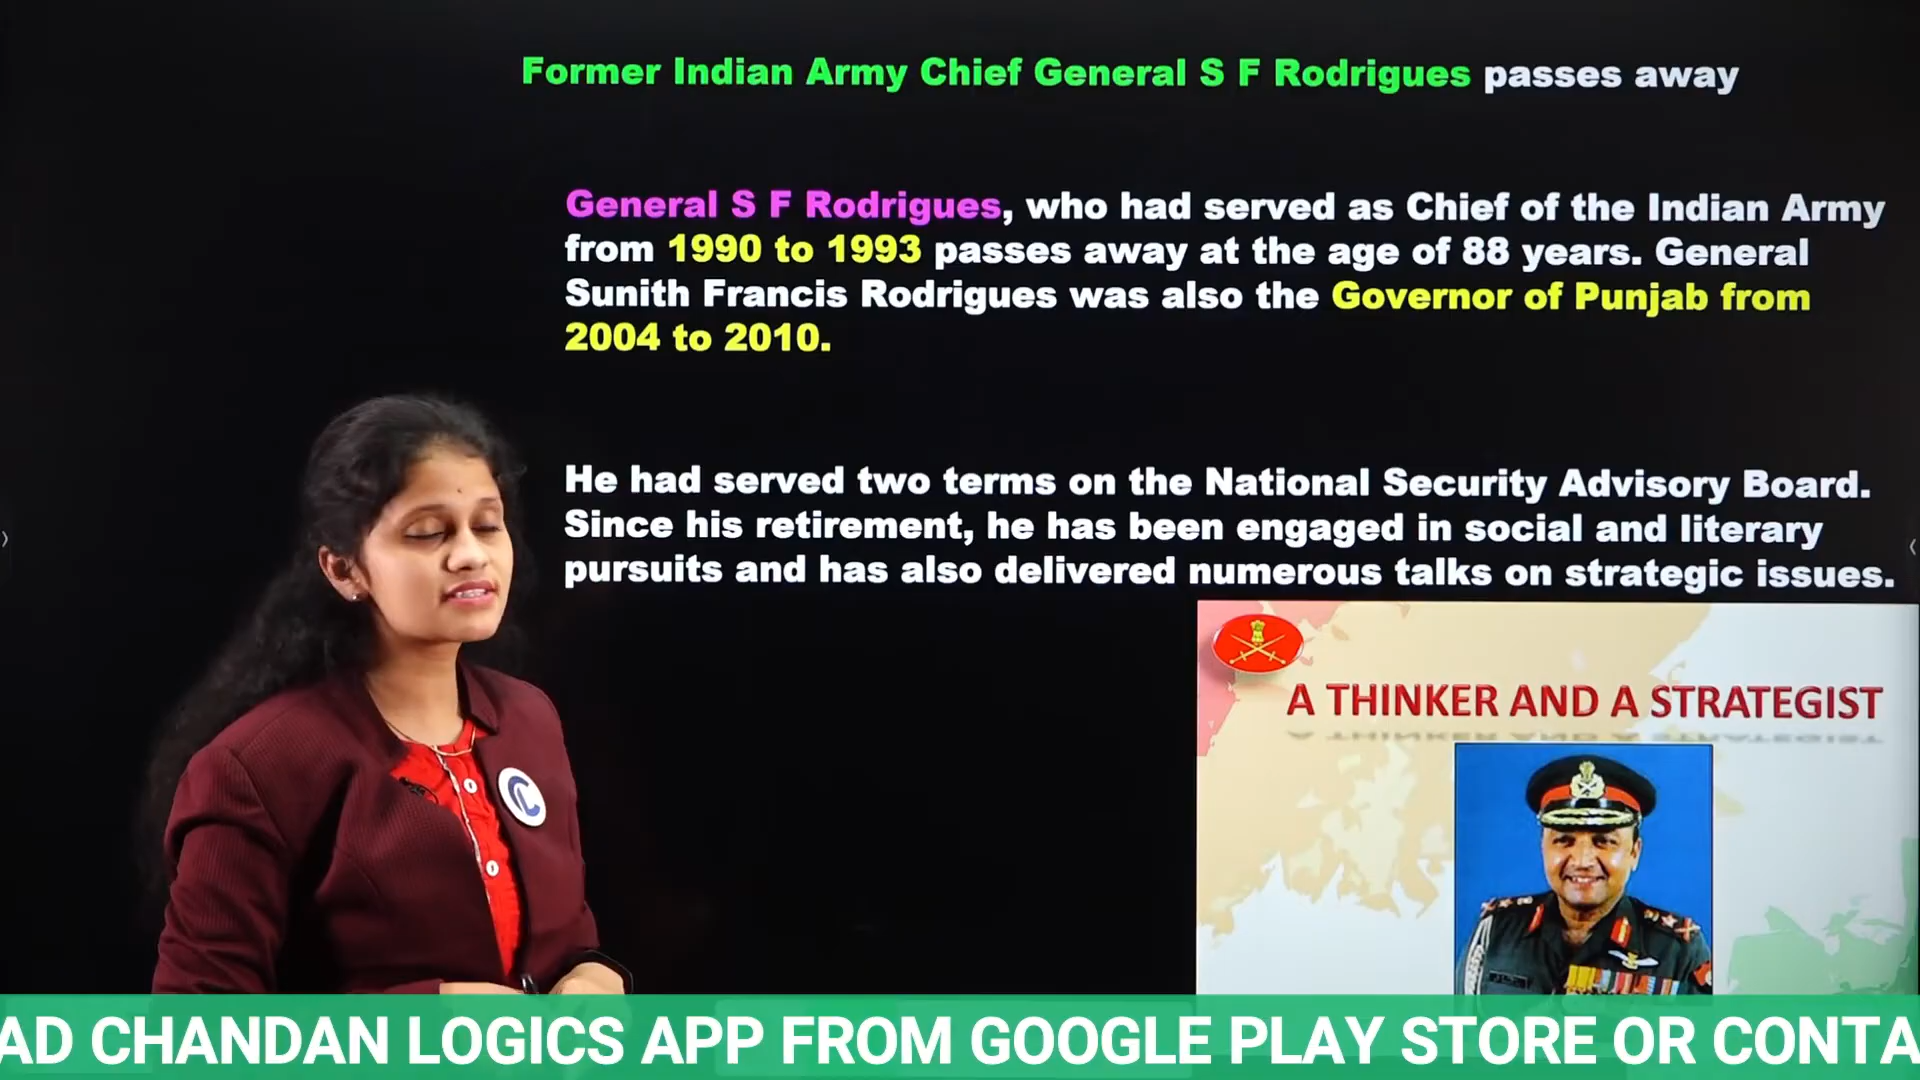 Former Indian Army Chief General S F Rodrigues passes away
General S F Rodrigues, who had served as Chief of the Indian Army
from 1990 to 1993 passes away at the age of 88 years. General
Sunith Francis Rodrigues was also the Governor of Punjab from
2004 to 2010.
He had served two terms on the National Security Advisory Board.
Since his retirement, he has been engaged in social and literary
pursuits and has also delivered numerous talks on strategic issues.
A THINKER AND A STRATEGIST
AD CHANDAN LOGICS APP FROM GOOGLE PLAY STORE OR CONTA